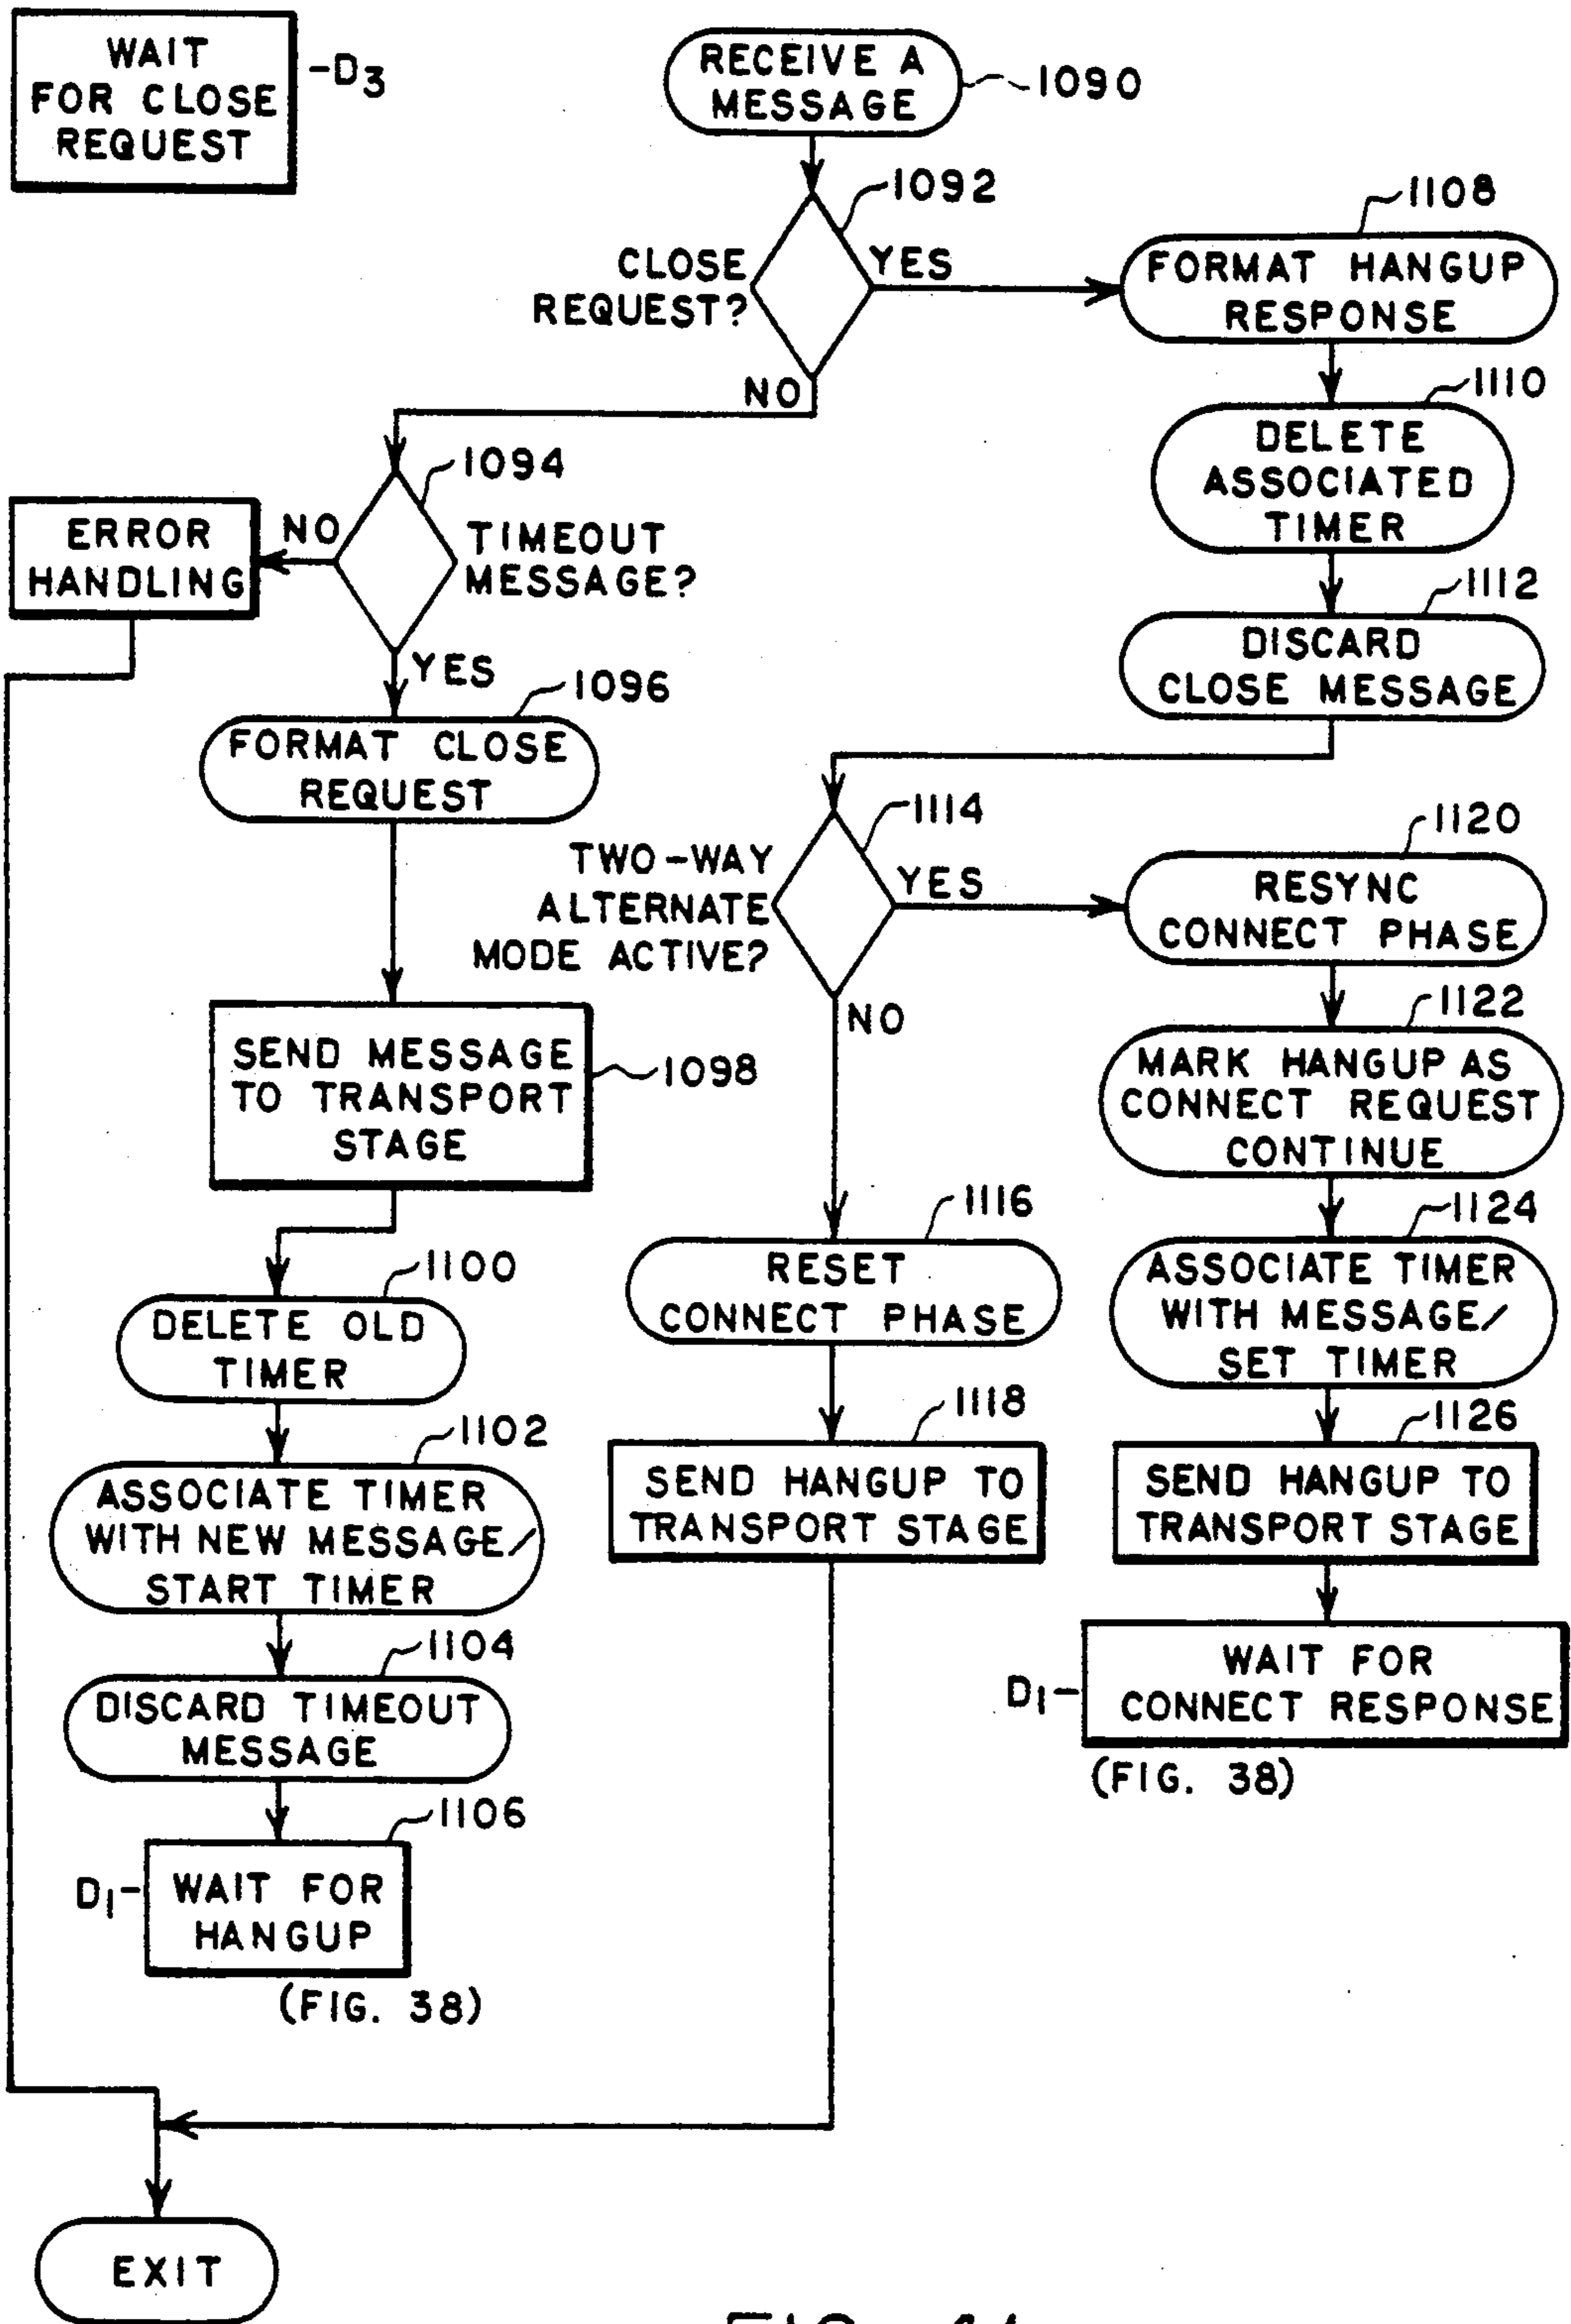 WAIT
FOR CLOSE
REQUEST
-D3
RECEIVE A
MESSAGE
1090
1092
CLOSE
REQUEST?
YES
NO
1108
FORMAT HANGUP
RESPONSE
1110
DELETE
ASSOCIATED
TIMER
1094
ERROR
HANDLING
NO
TIMEOUT
MESSAGE?
YES
1112
DISCARD
CLOSE MESSAGE
1096
FORMAT CLOSE
REQUEST
1114
TWO-WAY
ALTERNATE
MODE ACTIVE?
YES
NO
1120
RESYNC
CONNECT PHASE
1122
MARK HANGUP AS
CONNECT REQUEST
CONTINUE
SEND MESSAGE
TO TRANSPORT
STAGE
1098
1100
DELETE OLD
TIMER
1116
RESET
CONNECT PHASE
1124
ASSOCIATE TIMER
WITH MESSAGE/
SET TIMER
1102
ASSOCIATE TIMER
WITH NEW MESSAGE/
START TIMER
1118
SEND HANGUP TO
TRANSPORT STAGE
1126
SEND HANGUP TO
TRANSPORT STAGE
1104
DISCARD TIMEOUT
MESSAGE
D1-
WAIT FOR
CONNECT RESPONSE
(FIG. 38)
1106
D1-
WAIT FOR
HANGUP
(FIG. 38)
EXIT